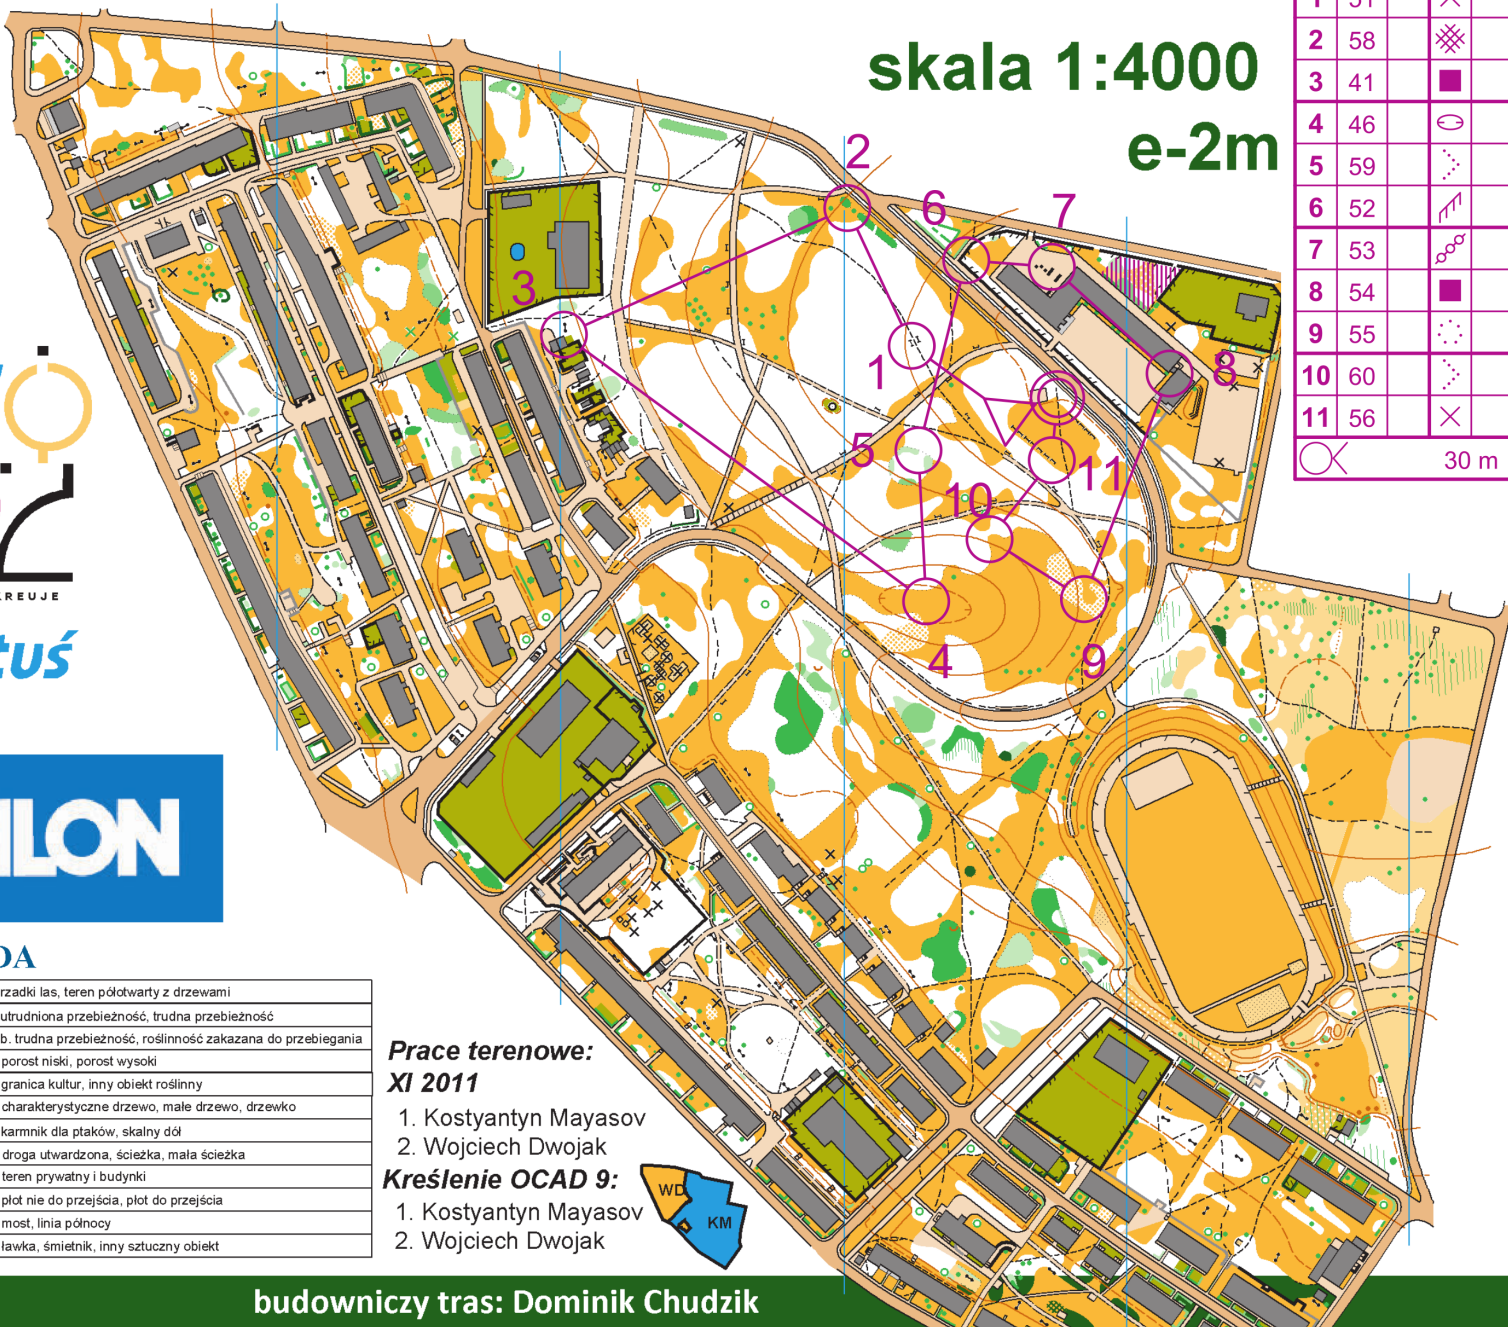 skala 1:4000
e-2m
1 51
2 58
3 41
4 46
5 59
6 52
7 53
8 54
9 55
10 60
11 56
30 m
2
6
7
3
1
8
5
11
10
4
9
KREUJE
tuś
LON
DA
rzadki las, teren półotwarty z drzewami
utrudniona przebieżność, trudna przebieżność
b. trudna przebieżność, roślinność zakazana do przebiegania
porost niski, porost wysoki
granica kultur, inny obiekt roślinny
charakterystyczne drzewo, małe drzewo, drzewko
karmnik dla ptaków, skalny dół
droga utwardzona, ścieżka, mała ścieżka
teren prywatny i budynki
płot nie do przejścia, płot do przejścia
most, linia północy
ławka, śmietnik, inny sztuczny obiekt
Prace terenowe:
XI 2011
1. Kostyantyn Mayasov
2. Wojciech Dwojak
Kreślenie OCAD 9:
1. Kostyantyn Mayasov
2. Wojciech Dwojak
WD
KM
budowniczy tras: Dominik Chudzik